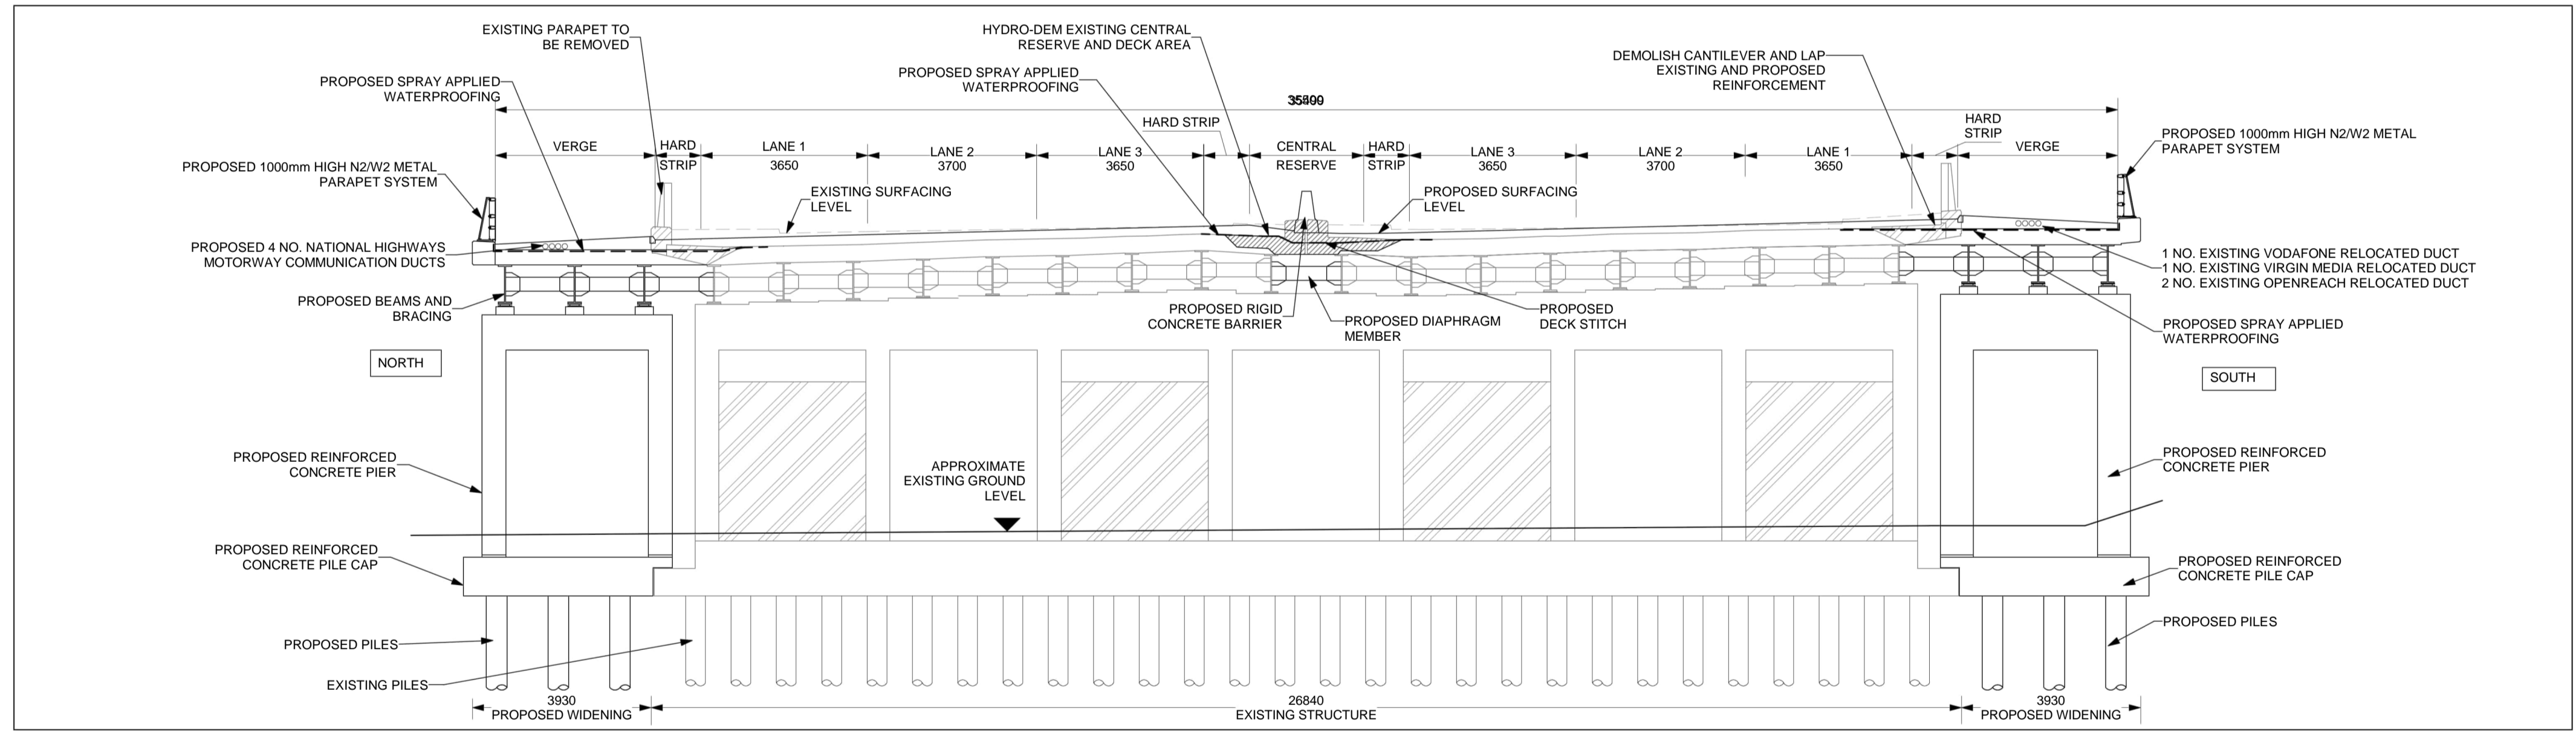 EXISTING PARAPET TO
BE REMOVED
HYDRO-DEM EXISTING CENTRAL
RESERVE AND DECK AREA
DEMOLISH CANTILEVER AND LAP
EXISTING AND PROPOSED
REINFORCEMENT
PROPOSED SPRAY APPLIED
WATERPROOFING
PROPOSED SPRAY APPLIED
WATERPROOFING
HARD STRIP
HARD
STRIP
PROPOSED 1000mm HIGH N2/W2 METAL
PARAPET SYSTEM
VERGE
HARD
STRIP
LANE 1
3650
LANE 2
3700
LANE 3
3650
CENTRAL
RESERVE
HARD
STRIP
LANE 3
3650
LANE 2
3700
LANE 1
3650
VERGE
PROPOSED 1000mm HIGH N2/W2 METAL
PARAPET SYSTEM
EXISTING SURFACING
LEVEL
PROPOSED SURFACING
LEVEL
PROPOSED 4 NO. NATIONAL HIGHWAYS
MOTORWAY COMMUNICATION DUCTS
1 NO. EXISTING VODAFONE RELOCATED DUCT
1 NO. EXISTING VIRGIN MEDIA RELOCATED DUCT
2 NO. EXISTING OPENREACH RELOCATED DUCT
PROPOSED BEAMS AND
BRACING
PROPOSED RIGID
CONCRETE BARRIER
PROPOSED DIAPHRAGM
MEMBER
PROPOSED
DECK STITCH
PROPOSED SPRAY APPLIED
WATERPROOFING
NORTH
SOUTH
PROPOSED REINFORCED
CONCRETE PIER
APPROXIMATE
EXISTING GROUND
LEVEL
PROPOSED REINFORCED
CONCRETE PIER
PROPOSED REINFORCED
CONCRETE PILE CAP
PROPOSED REINFORCED
CONCRETE PILE CAP
PROPOSED PILES
PROPOSED PILES
EXISTING PILES
3930
PROPOSED WIDENING
26840
EXISTING STRUCTURE
3930
PROPOSED WIDENING